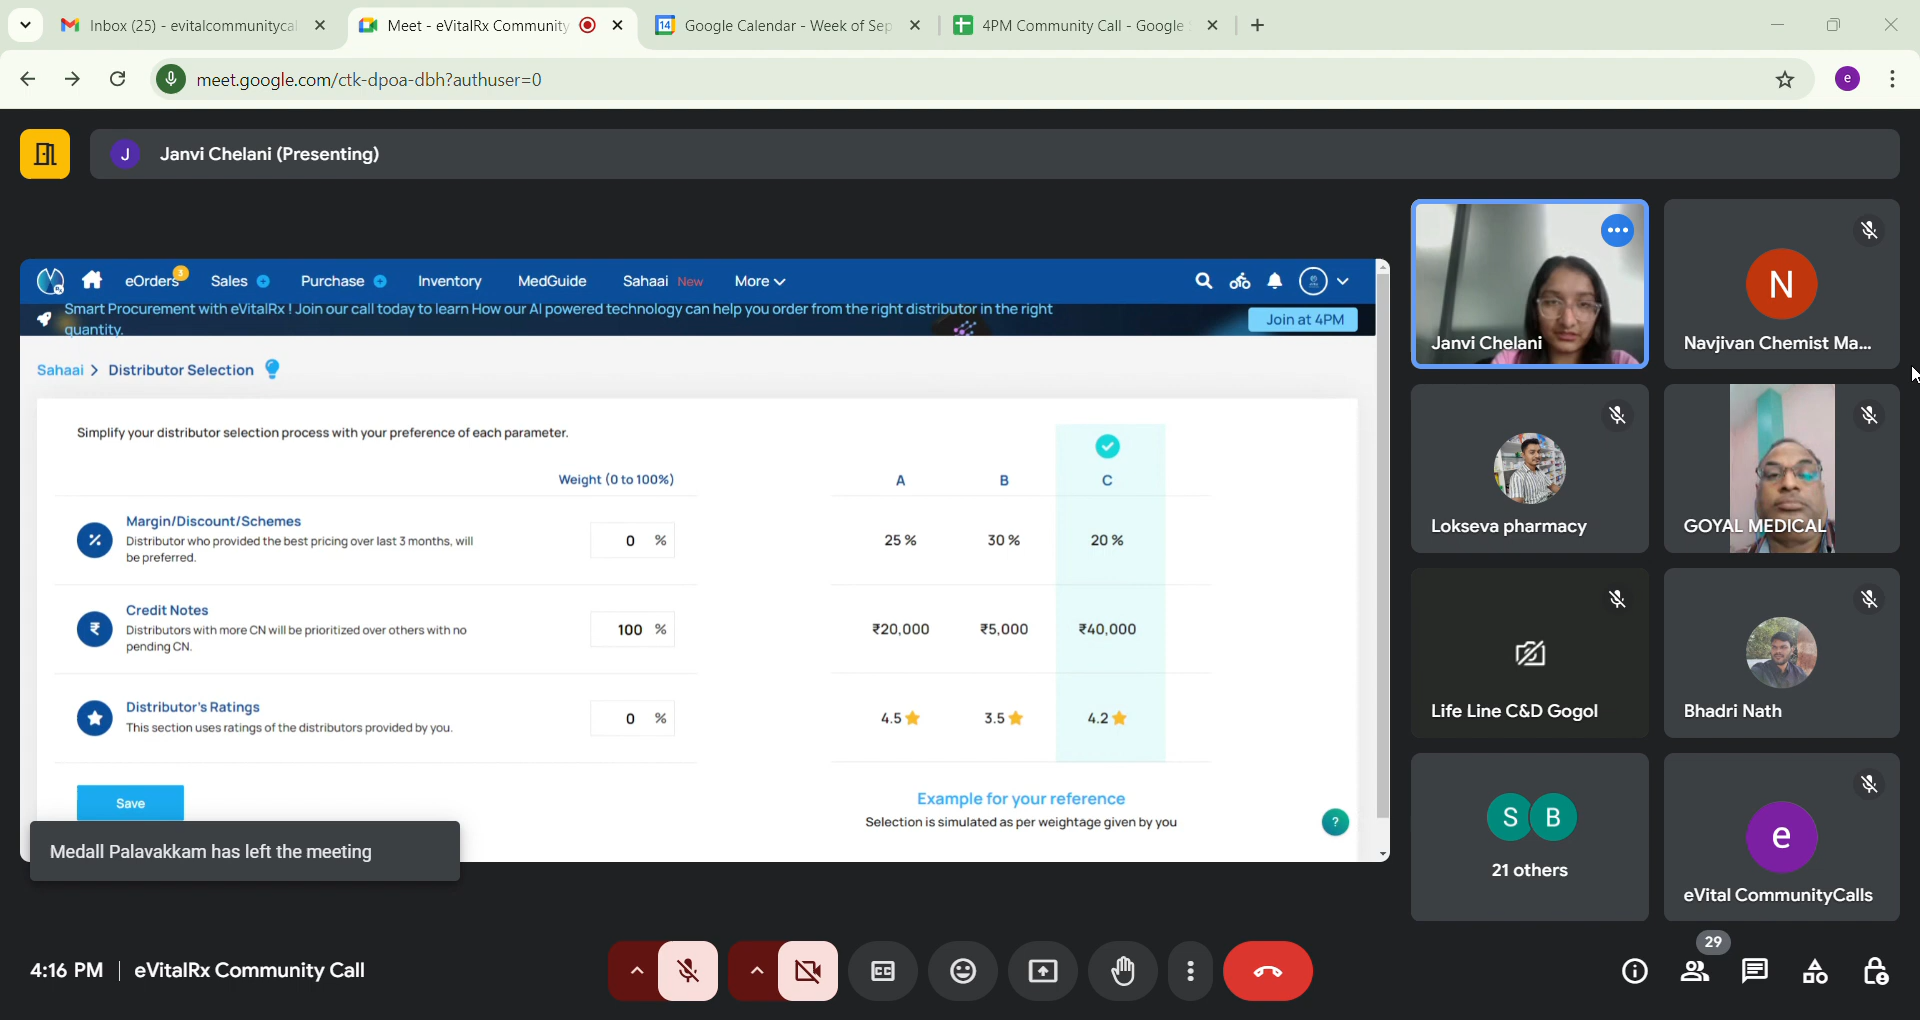 Inbox (25) - evitalcommunityca
Meet - eVitalRx Community
Google Calendar - Week of Sep
4PM Community Call - Google
meet.google.com/ctk-dpoa-dbh?authuser=0
e
J
Janvi Chelani (Presenting)
eOrders 3
Sales
Purchase
Inventory
MedGuide
Sahaai New
More
Smart Procurement with eVitalRx ! Join our call today to learn How our AI powered technology can help you order from the right distributor in the right
quantity.
Join at 4PM
Sahaai > Distributor Selection
Simplify your distributor selection process with your preference of each parameter.
Weight (0 to 100%)
A B C
Margin/Discount/Schemes
Distributor who provided the best pricing over last 3 months, will
be preferred.
0 %
25 % 30 % 20 %
Credit Notes
Distributors with more CN will be prioritized over others with no
pending CN.
100 %
₹20,000 ₹5,000 ₹40,000
Distributor's Ratings
This section uses ratings of the distributors provided by you.
0 %
4.5 3.5 4.2
Save
Example for your reference
Selection is simulated as per weightage given by you
?
Medall Palavakkam has left the meeting
Janvi Chelani
N
Navjivan Chemist Ma...
Lokseva pharmacy
GOYAL MEDICAL
Life Line C&D Gogol
Bhadri Nath
S B
21 others
e
eVital CommunityCalls
4:16 PM | eVitalRx Community Call
29